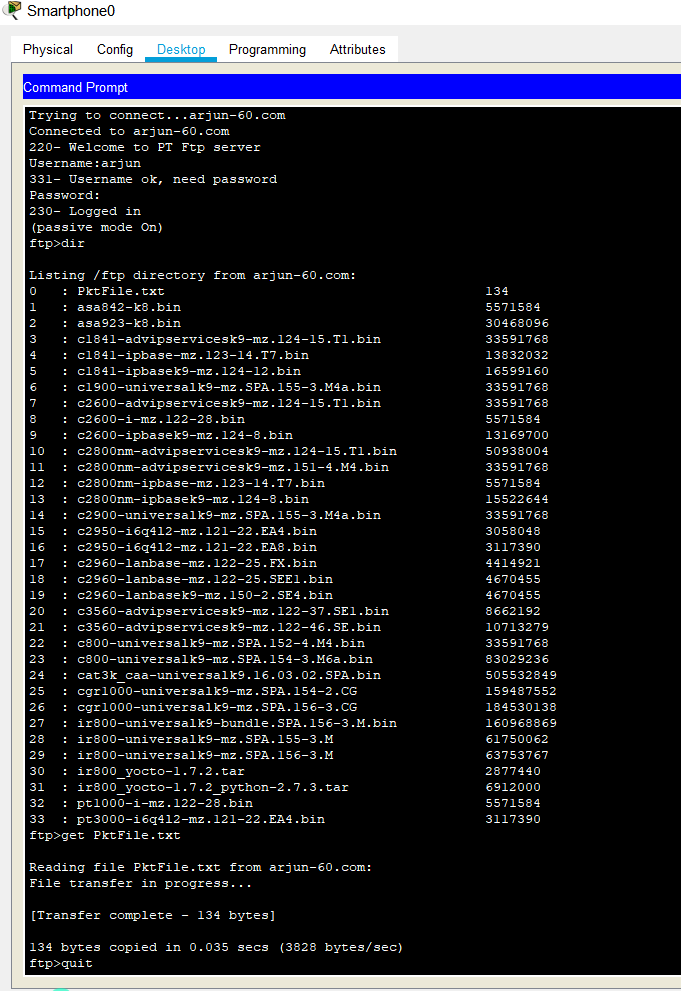 Smartphone0
Physical Config Desktop Programming Attributes
Command Prompt
Trying to connect...arjun-60.com
Connected to arjun-60.com
220- Welcome to PT Ftp server
Username:arjun
331- Username ok, need password
Password:
230- Logged in
(passive mode On)
ftp>dir
Listing /ftp directory from arjun-60.com:
0 : PktFile.txt 134
1 : asa842-k8.bin 5571584
2 : asa923-k8.bin 30468096
3 : c1841-advipservicesk9-mz.124-15.T1.bin 33591768
4 : c1841-ipbase-mz.123-14.T7.bin 13832032
5 : c1841-ipbasek9-mz.124-12.bin 16599160
6 : c1900-universalk9-mz.SPA.155-3.M4a.bin 33591768
7 : c2600-advipservicesk9-mz.124-15.T1.bin 33591768
8 : c2600-i-mz.122-28.bin 5571584
9 : c2600-ipbasek9-mz.124-8.bin 13169700
10 : c2800nm-advipservicesk9-mz.124-15.T1.bin 50938004
11 : c2800nm-advipservicesk9-mz.151-4.M4.bin 33591768
12 : c2800nm-ipbase-mz.123-14.T7.bin 5571584
13 : c2800nm-ipbasek9-mz.124-8.bin 15522644
14 : c2900-universalk9-mz.SPA.155-3.M4a.bin 33591768
15 : c2950-i6q4l2-mz.121-22.EA4.bin 3058048
16 : c2950-i6q4l2-mz.121-22.EA8.bin 3117390
17 : c2960-lanbase-mz.122-25.FX.bin 4414921
18 : c2960-lanbase-mz.122-25.SEE1.bin 4670455
19 : c2960-lanbasek9-mz.150-2.SE4.bin 4670455
20 : c3560-advipservicesk9-mz.122-37.SE1.bin 8662192
21 : c3560-advipservicesk9-mz.122-46.SE.bin 10713279
22 : c800-universalk9-mz.SPA.152-4.M4.bin 33591768
23 : c800-universalk9-mz.SPA.154-3.M6a.bin 83029236
24 : cat3k_caa-universalk9.16.03.02.SPA.bin 505532849
25 : cgr1000-universalk9-mz.SPA.154-2.CG 159487552
26 : cgr1000-universalk9-mz.SPA.156-3.CG 184530138
27 : ir800-universalk9-bundle.SPA.156-3.M.bin 160968869
28 : ir800-universalk9-mz.SPA.155-3.M 61750062
29 : ir800-universalk9-mz.SPA.156-3.M 63753767
30 : ir800_yocto-1.7.2.tar 2877440
31 : ir800_yocto-1.7.2_python-2.7.3.tar 6912000
32 : pt1000-i-mz.122-28.bin 5571584
33 : pt3000-i6q4l2-mz.121-22.EA4.bin 3117390
ftp>get PktFile.txt
Reading file PktFile.txt from arjun-60.com:
File transfer in progress...
[Transfer complete - 134 bytes]
134 bytes copied in 0.035 secs (3828 bytes/sec)
ftp>quit